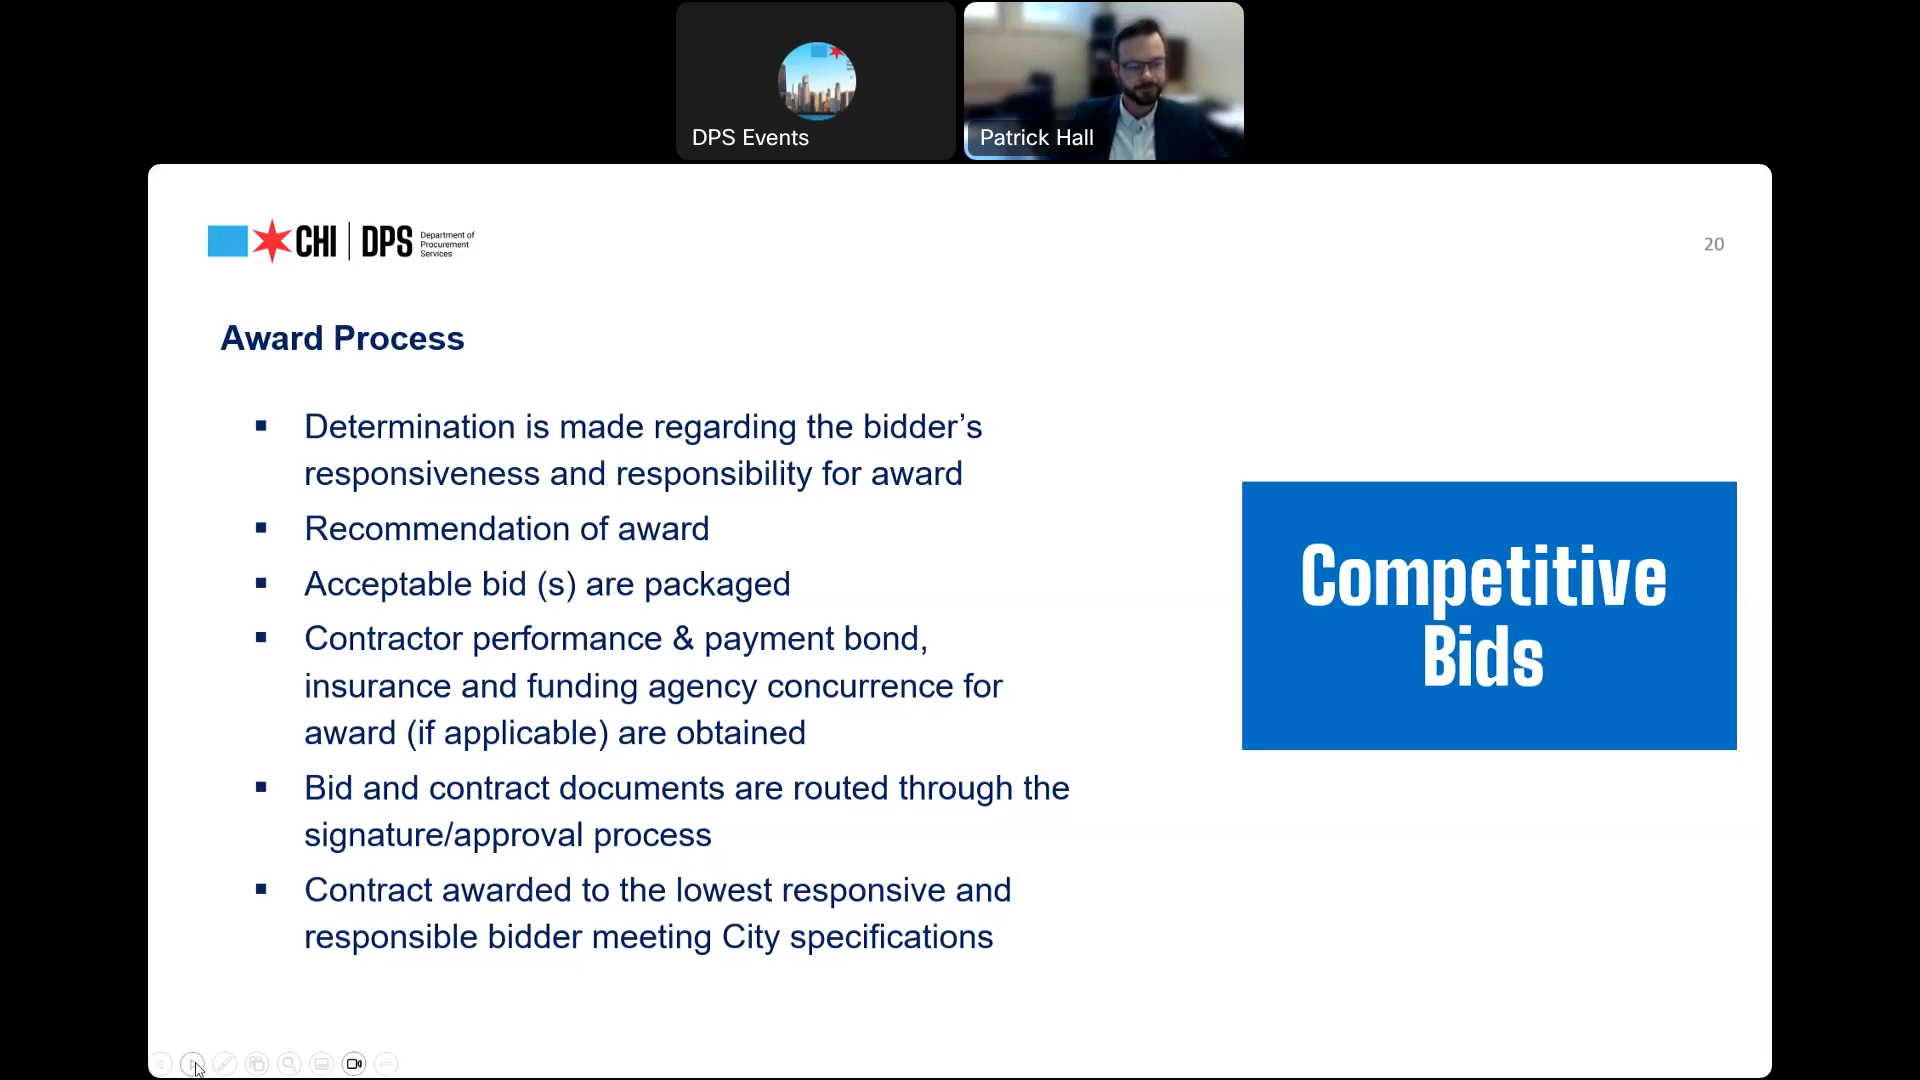 DPS Events
Patrick Hall
CHI | DPS
Department of
Procurement
Services
20
Award Process
▪ Determination is made regarding the bidder’s
responsiveness and responsibility for award
▪ Recommendation of award
▪ Acceptable bid (s) are packaged
▪ Contractor performance & payment bond,
insurance and funding agency concurrence for
award (if applicable) are obtained
▪ Bid and contract documents are routed through the
signature/approval process
▪ Contract awarded to the lowest responsive and
responsible bidder meeting City specifications
Competitive
Bids